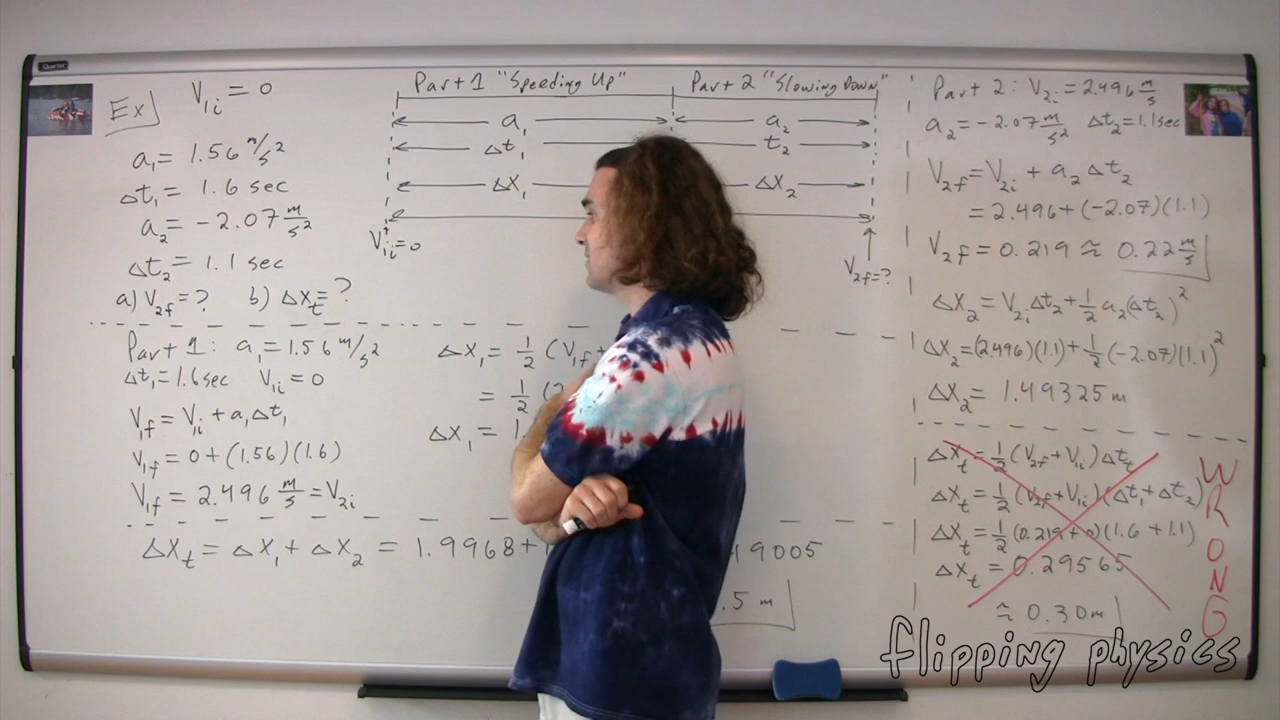 Quartet
Ex
V₁ᵢ = 0
a₁ = 1.56 m/s²
Δt₁ = 1.6 sec
a₂ = -2.07 m/s²
Δt₂ = 1.1 sec
a) V₂f = ? b) Δxt = ?
Part 1 "Speeding Up" Part 2 "Slowing Down"
a₁ a₂
Δt₁ t₂
Δx₁ Δx₂
V₁ᵢ = 0 V₂f = ?
Part 1: a₁ = 1.56 m/s²
Δt₁ = 1.6 sec V₁ᵢ = 0
V₁f = V₁ᵢ + a₁Δt₁
V₁f = 0 + (1.56)(1.6)
V₁f = 2.496 m/s = V₂ᵢ
Δx₁ = ½ (V₁f +
= ½ (2
Δx₁ = 1
Δxt = Δx₁ + Δx₂ = 1.9968 + 1 49005
.5 m
Part 2: V₂ᵢ = 2.496 m/s
a₂ = -2.07 m/s² Δt₂ = 1.1 sec
V₂f = V₂ᵢ + a₂Δt₂
= 2.496 + (-2.07)(1.1)
V₂f = 0.219 ≈ 0.22 m/s
Δx₂ = V₂ᵢΔt₂ + ½ a₂(Δt₂)²
Δx₂ = (2.496)(1.1) + ½ (-2.07)(1.1)²
Δx₂ = 1.49325 m
Δxt = ½ (V₂f + V₁ᵢ)Δtt
Δxt = ½ (V₂f + V₁ᵢ)(Δt₁ + Δt₂)
Δxt = ½ (0.219 + 0)(1.6 + 1.1)
Δxt = 0.29565
≈ 0.30 m
WRONG
flipping physics